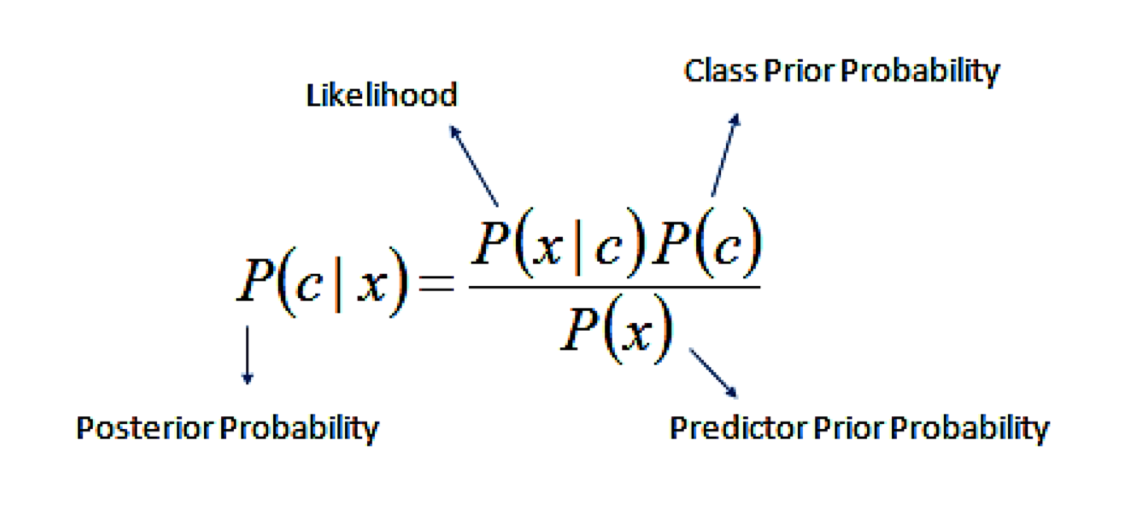 Likelihood
Class Prior Probability
P(c | x) = P(x | c) P(c) / P(x)
Posterior Probability
Predictor Prior Probability